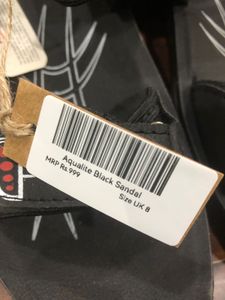 Aqualite Black Sandal
MRP Rs.999
Size UK 8